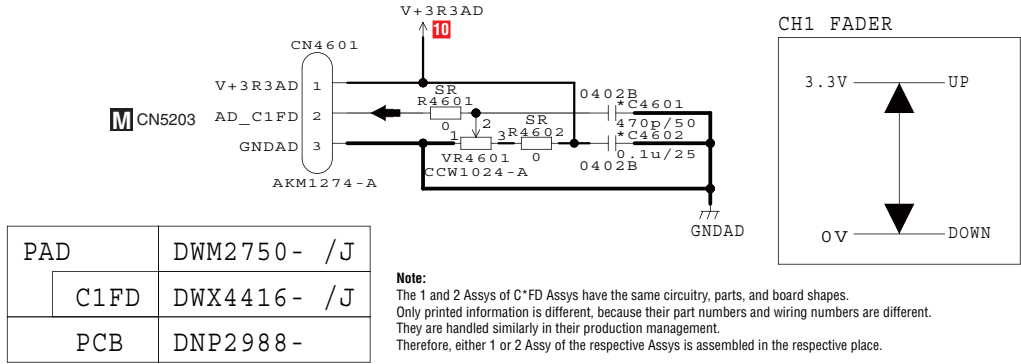 V+3R3AD
10
CN4601
V+3R3AD 1
AD_C1FD 2
GNDAD 3
AKM1274-A
M CN5203
SR
R4601
0
1 2 3
VR4601
CCW1024-A
SR
R4602
0
0402B
*C4601
470p/50
*C4602
0.1u/25
0402B
GNDAD
CH1 FADER
3.3V UP
0V DOWN
PAD DWM2750- /J
C1FD DWX4416- /J
PCB DNP2988-
Note:
The 1 and 2 Assys of C*FD Assys have the same circuitry, parts, and board shapes.
Only printed information is different, because their part numbers and wiring numbers are different.
They are handled similarly in their production management.
Therefore, either 1 or 2 Assy of the respective Assys is assembled in the respective place.